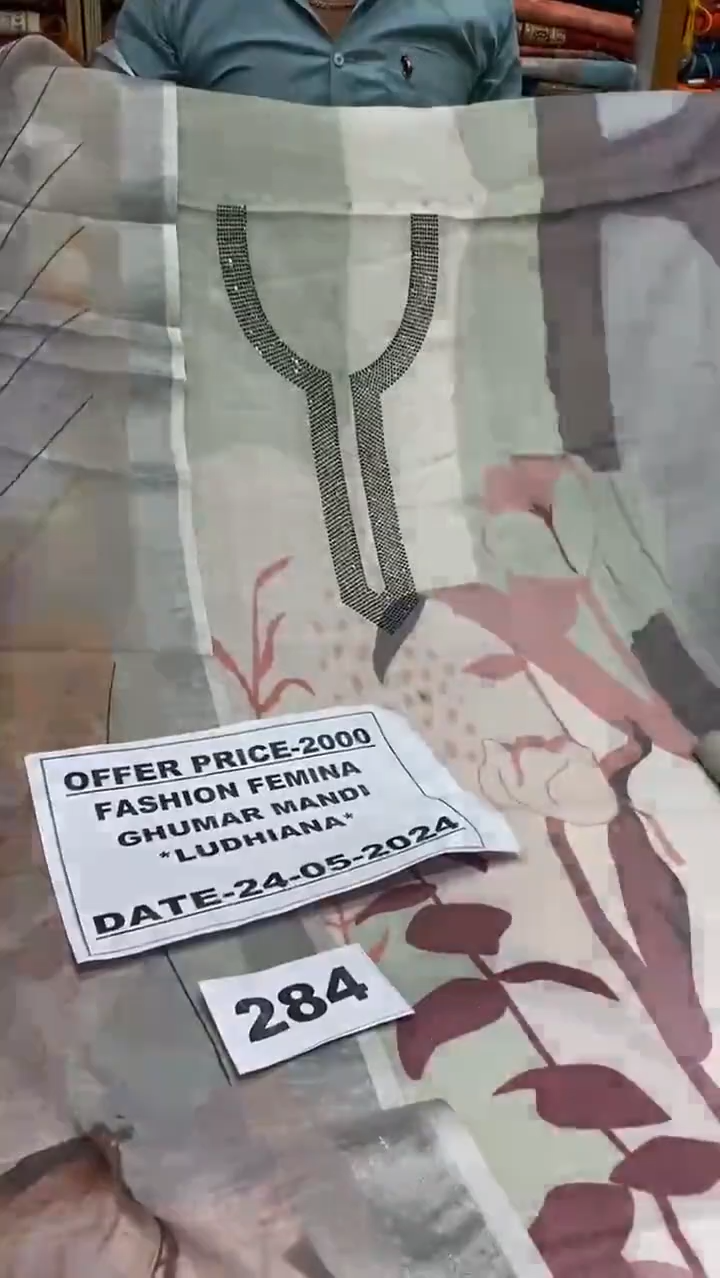 OFFER PRICE-2000
FASHION FEMINA
GHUMAR MANDI
*LUDHIANA*
DATE-24-05-2024
284